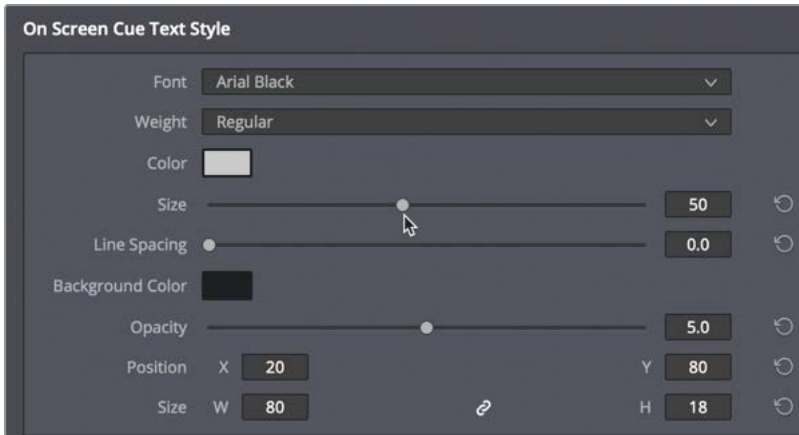 On Screen Cue Text Style
Font Arial Black
Weight Regular
Color
Size 50
Line Spacing 0.0
Background Color
Opacity 5.0
Position X 20 Y 80
Size W 80 H 18